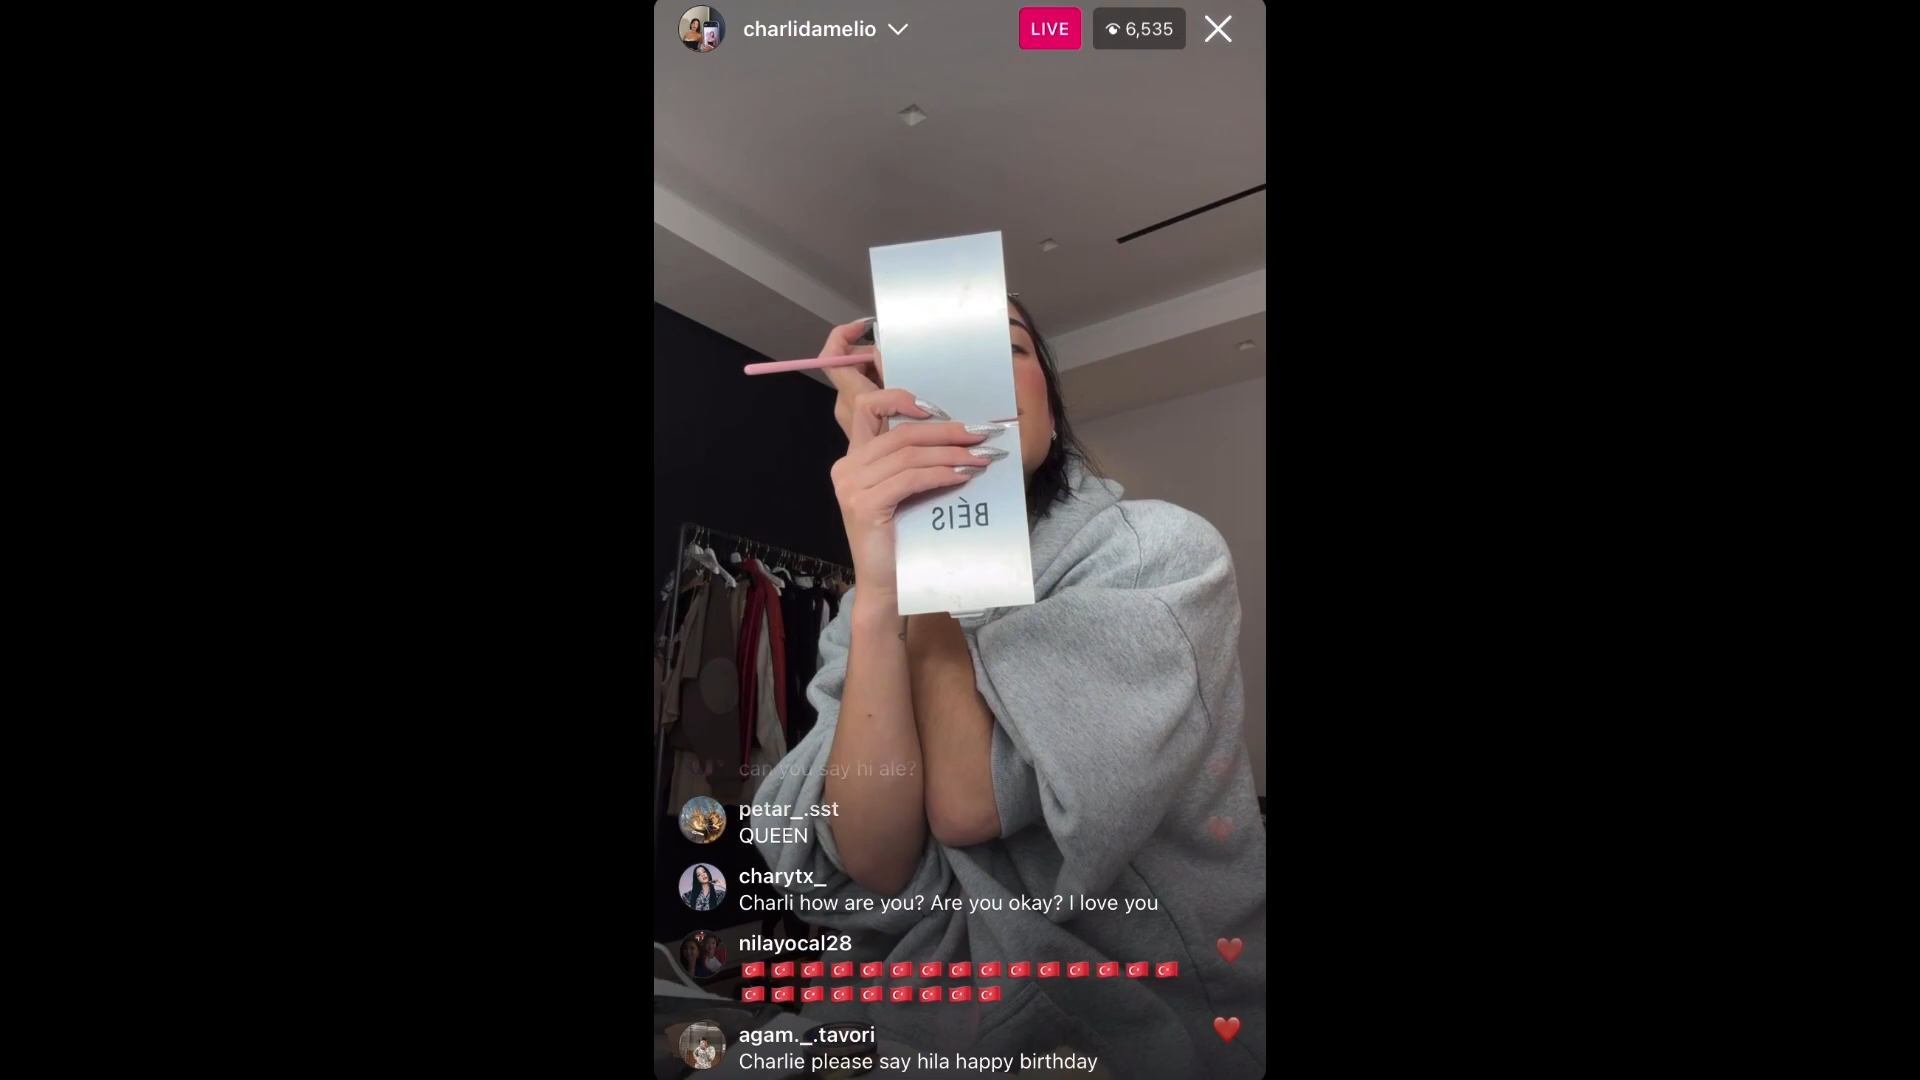 charlidamelio
LIVE
6,535
BÉIS
can you say hi ale?
petar_.sst
QUEEN
charytx_
Charli how are you? Are you okay? I love you
nilayocal28
🇹🇷🇹🇷🇹🇷🇹🇷🇹🇷🇹🇷🇹🇷🇹🇷🇹🇷🇹🇷🇹🇷🇹🇷🇹🇷🇹🇷🇹🇷
🇹🇷🇹🇷🇹🇷🇹🇷🇹🇷🇹🇷🇹🇷🇹🇷🇹🇷
agam._.tavori
Charlie please say hila happy birthday